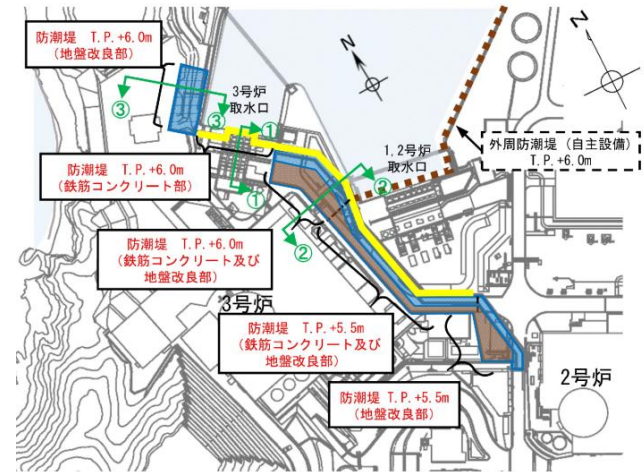 防潮堤 T.P.+6.0m
(地盤改良部)
N
N
3号炉
取水口
③
③
①
1,2号炉
取水口
外周防潮堤（自主設備）
T.P.+6.0m
②
防潮堤 T.P.+6.0m
(鉄筋コンクリート部)
①
②
防潮堤 T.P.+6.0m
(鉄筋コンクリート及び
地盤改良部)
3号炉
防潮堤 T.P.+5.5m
(鉄筋コンクリート及び
地盤改良部)
2号炉
防潮堤 T.P.+5.5m
(地盤改良部)